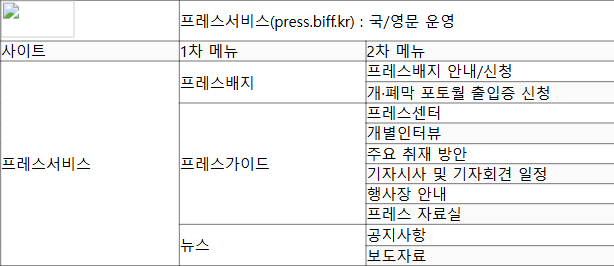 프레스서비스(press.biff.kr) : 국/영문 운영
사이트 1차 메뉴 2차 메뉴
프레스서비스
프레스배지
프레스배지 안내/신청
개·폐막 포토월 출입증 신청
프레스가이드
프레스센터
개별인터뷰
주요 취재 방안
기자시사 및 기자회견 일정
행사장 안내
프레스 자료실
뉴스
공지사항
보도자료